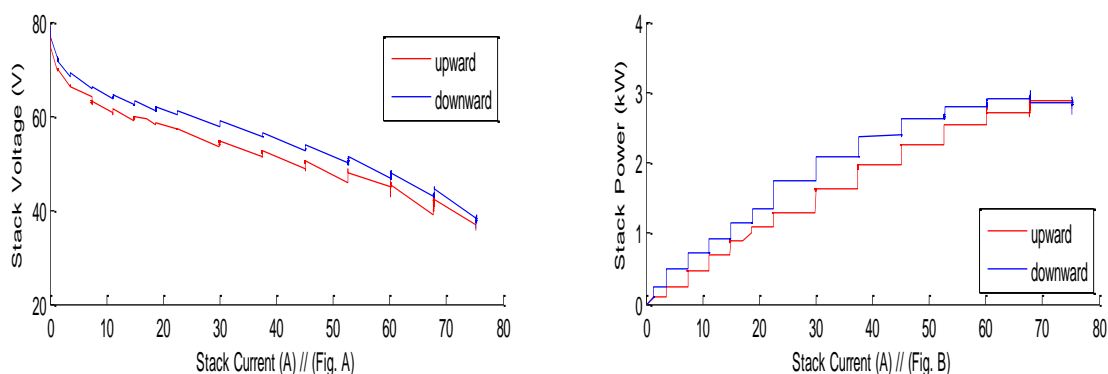 80
60
40
20
Stack Voltage (V)
0 10 20 30 40 50 60 70 80
Stack Current (A) // (Fig. A)
upward
downward
4
3
2
1
0
Stack Power (kW)
0 10 20 30 40 50 60 70 80
Stack Current (A) // (Fig. B)
upward
downward